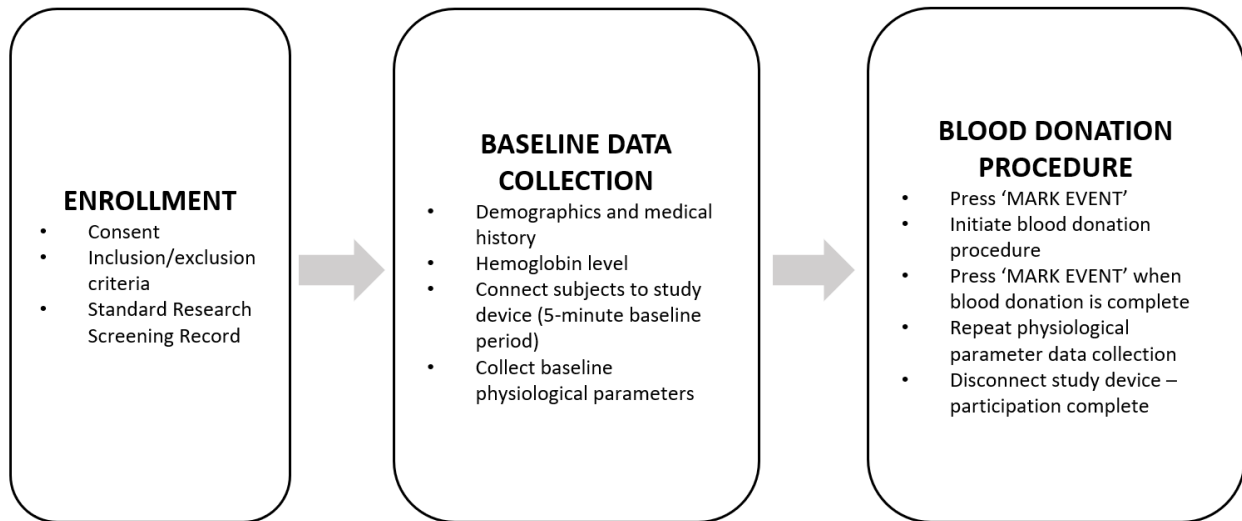 ENROLLMENT
• Consent
• Inclusion/exclusion
criteria
• Standard Research
Screening Record
BASELINE DATA
COLLECTION
• Demographics and medical
history
• Hemoglobin level
• Connect subjects to study
device (5-minute baseline
period)
• Collect baseline
physiological parameters
BLOOD DONATION
PROCEDURE
• Press ‘MARK EVENT’
• Initiate blood donation
procedure
• Press ‘MARK EVENT’ when
blood donation is complete
• Repeat physiological
parameter data collection
• Disconnect study device –
participation complete